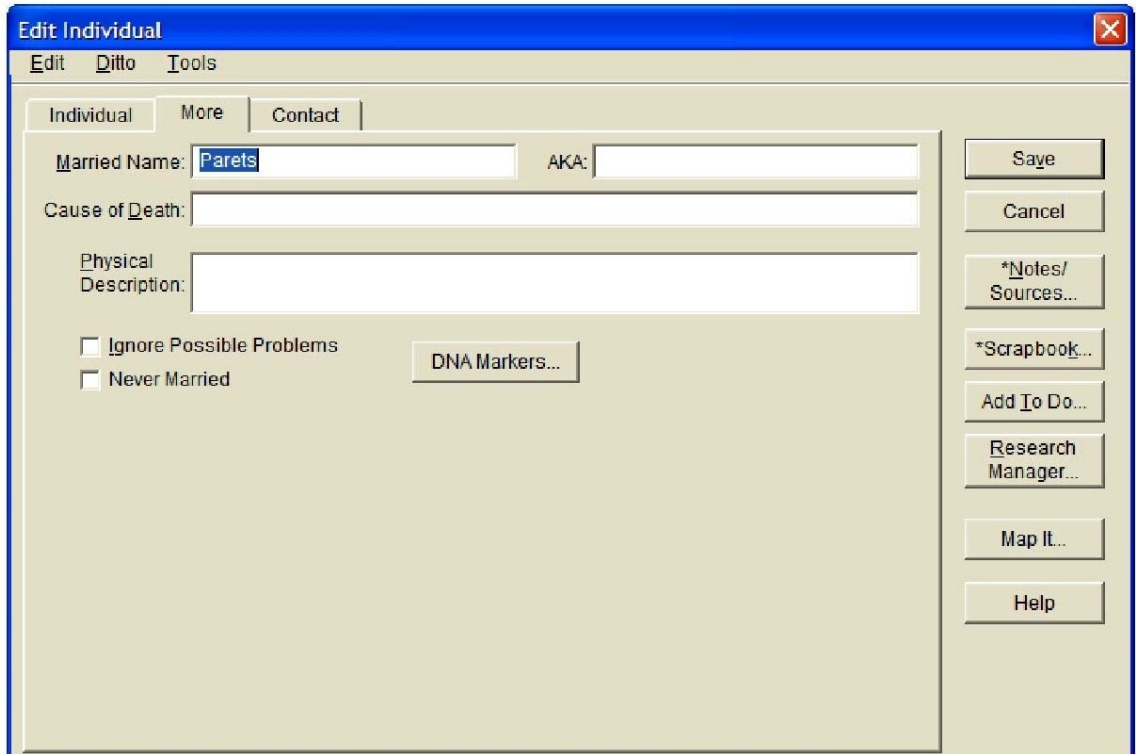 Edit Individual
Edit Ditto Tools
Individual More Contact
Married Name: Parets AKA:
Cause of Death:
Physical
Description:
Ignore Possible Problems
Never Married
DNA Markers...
Save
Cancel
*Notes/
Sources...
*Scrapbook...
Add To Do...
Research
Manager...
Map It...
Help